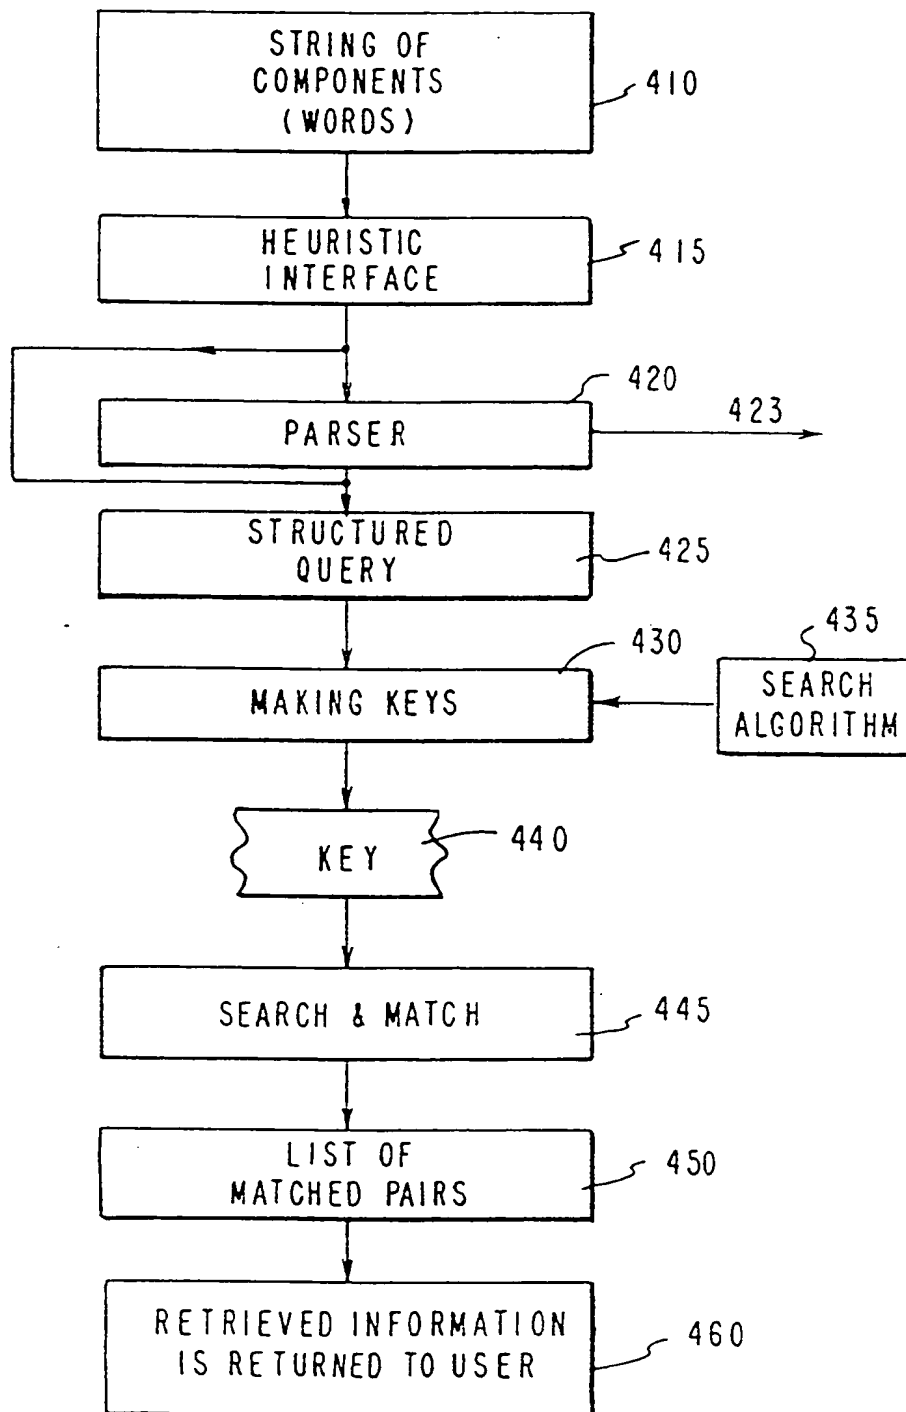 STRING OF
COMPONENTS
(WORDS)
410
HEURISTIC
INTERFACE
415
420
PARSER
423
STRUCTURED
QUERY
425
430
MAKING KEYS
435
SEARCH
ALGORITHM
KEY
440
SEARCH & MATCH
445
LIST OF
MATCHED PAIRS
450
RETRIEVED INFORMATION
IS RETURNED TO USER
460